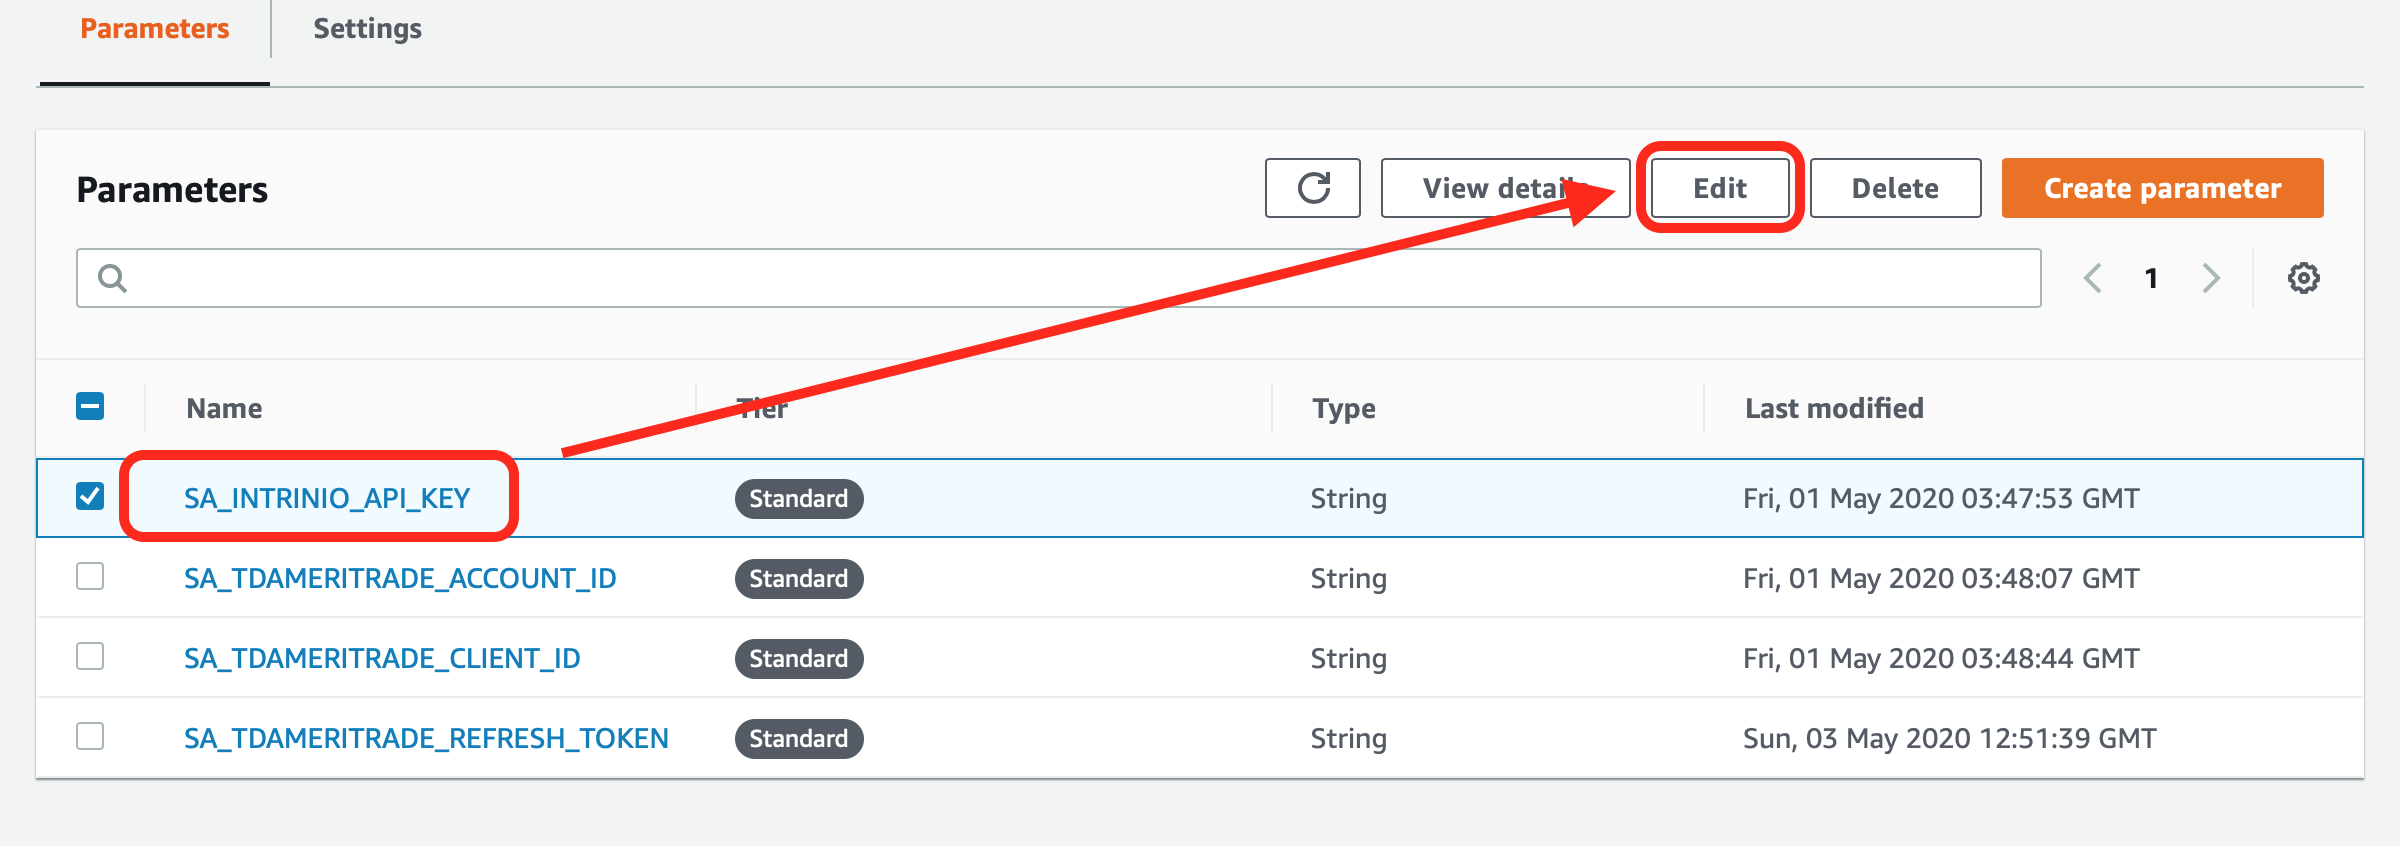 Parameters Settings
Parameters View details Edit Delete Create parameter
1
Name Tier Type Last modified
SA_INTRINIO_API_KEY Standard String Fri, 01 May 2020 03:47:53 GMT
SA_TDAMERITRADE_ACCOUNT_ID Standard String Fri, 01 May 2020 03:48:07 GMT
SA_TDAMERITRADE_CLIENT_ID Standard String Fri, 01 May 2020 03:48:44 GMT
SA_TDAMERITRADE_REFRESH_TOKEN Standard String Sun, 03 May 2020 12:51:39 GMT